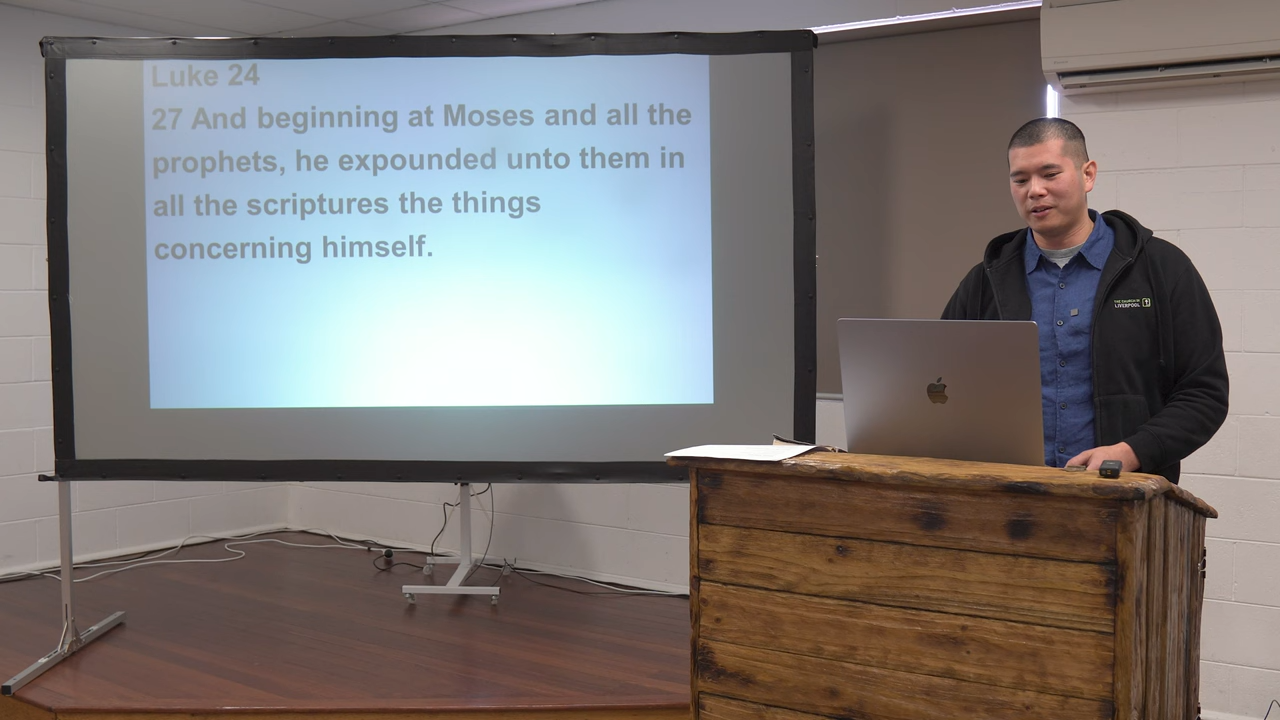 Luke 24
27 And beginning at Moses and all the
prophets, he expounded unto them in
all the scriptures the things
concerning himself.
THE CHURCH IN
LIVERPOOL